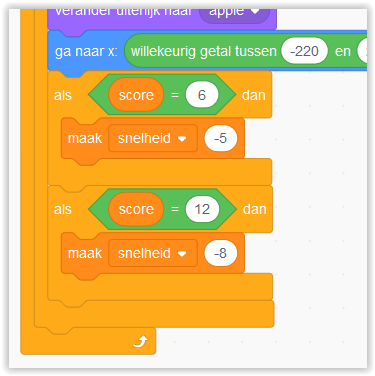 verander uiterlijk naar apple
ga naar x: willekeurig getal tussen -220 en
als score = 6 dan
maak snelheid -5
als score = 12 dan
maak snelheid -8